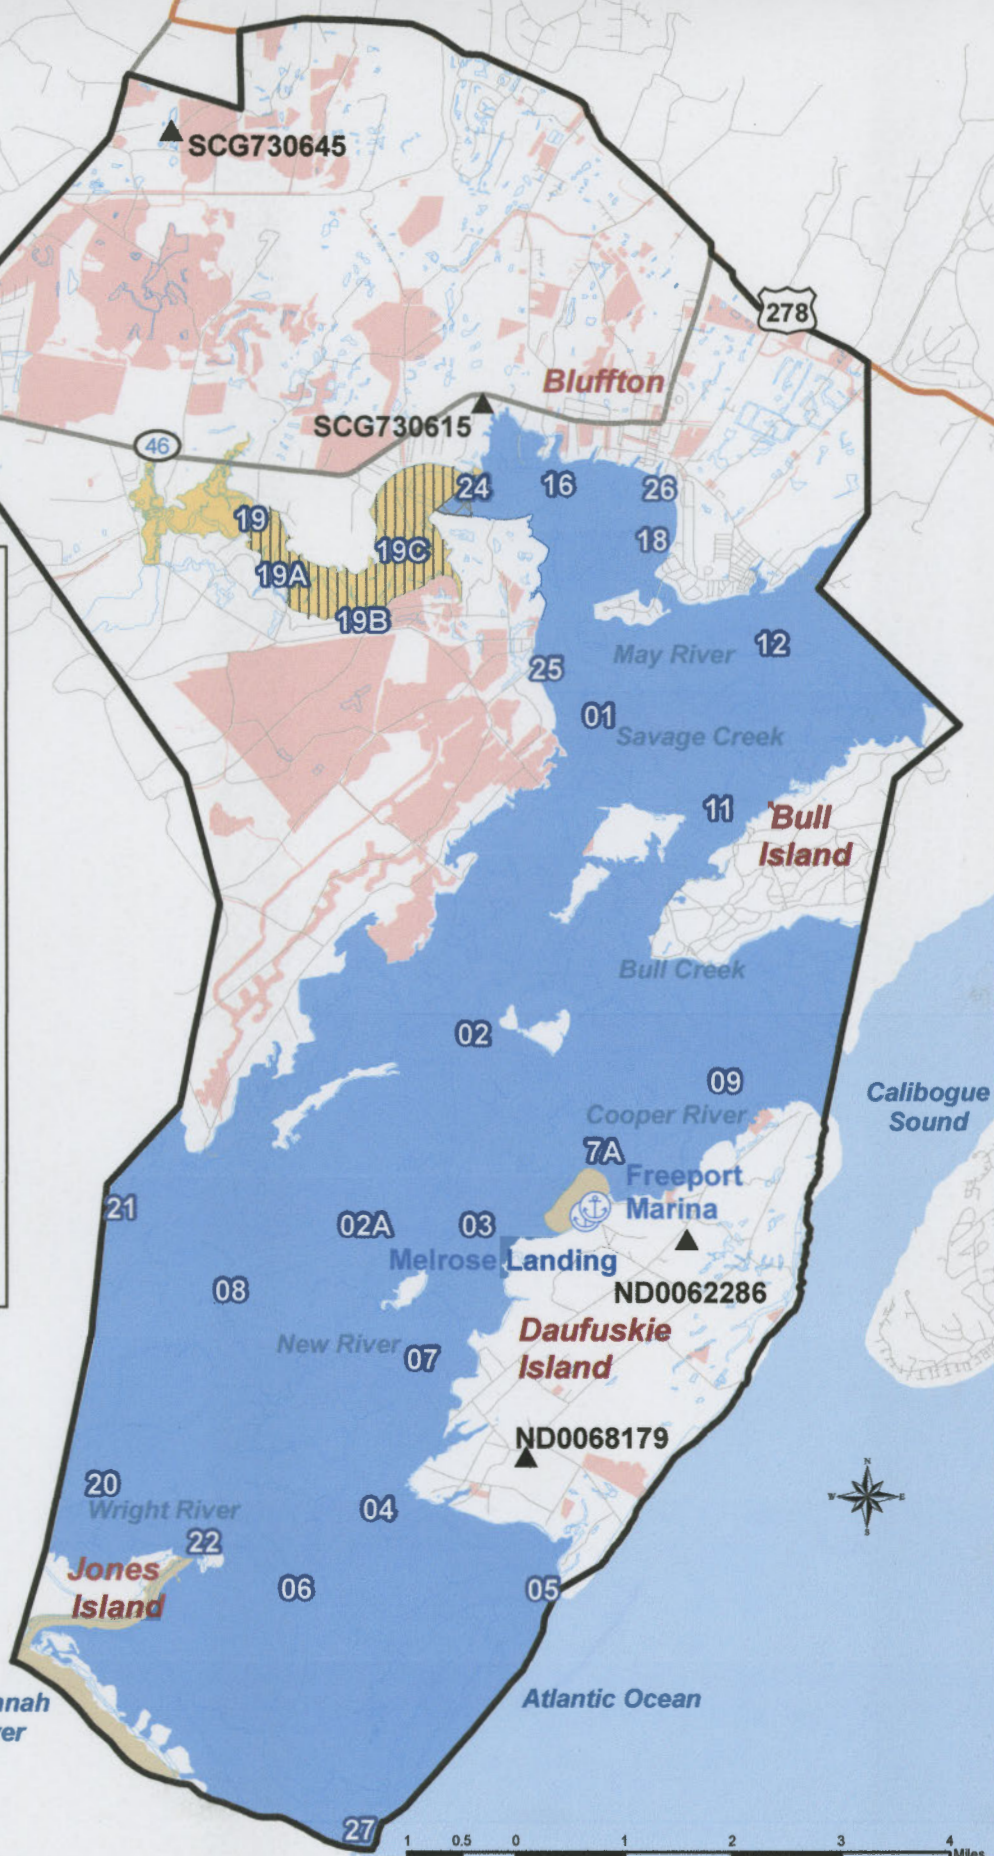 SCG730645
278
Bluffton
SCG730615
46
24
16
26
19
18
19C
19A
19B
May River
12
25
01
Savage Creek
11
Bull
Island
Bull Creek
02
09
Calibogue
Sound
Cooper River
7A
Freeport
Marina
21
02A
03
Melrose Landing
08
ND0062286
Daufuskie
Island
New River
07
ND0068179
N
W
E
S
20
Wright River
04
22
Jones
Island
06
05
Atlantic Ocean
27
1 0.5 0 1 2 3 4
Miles